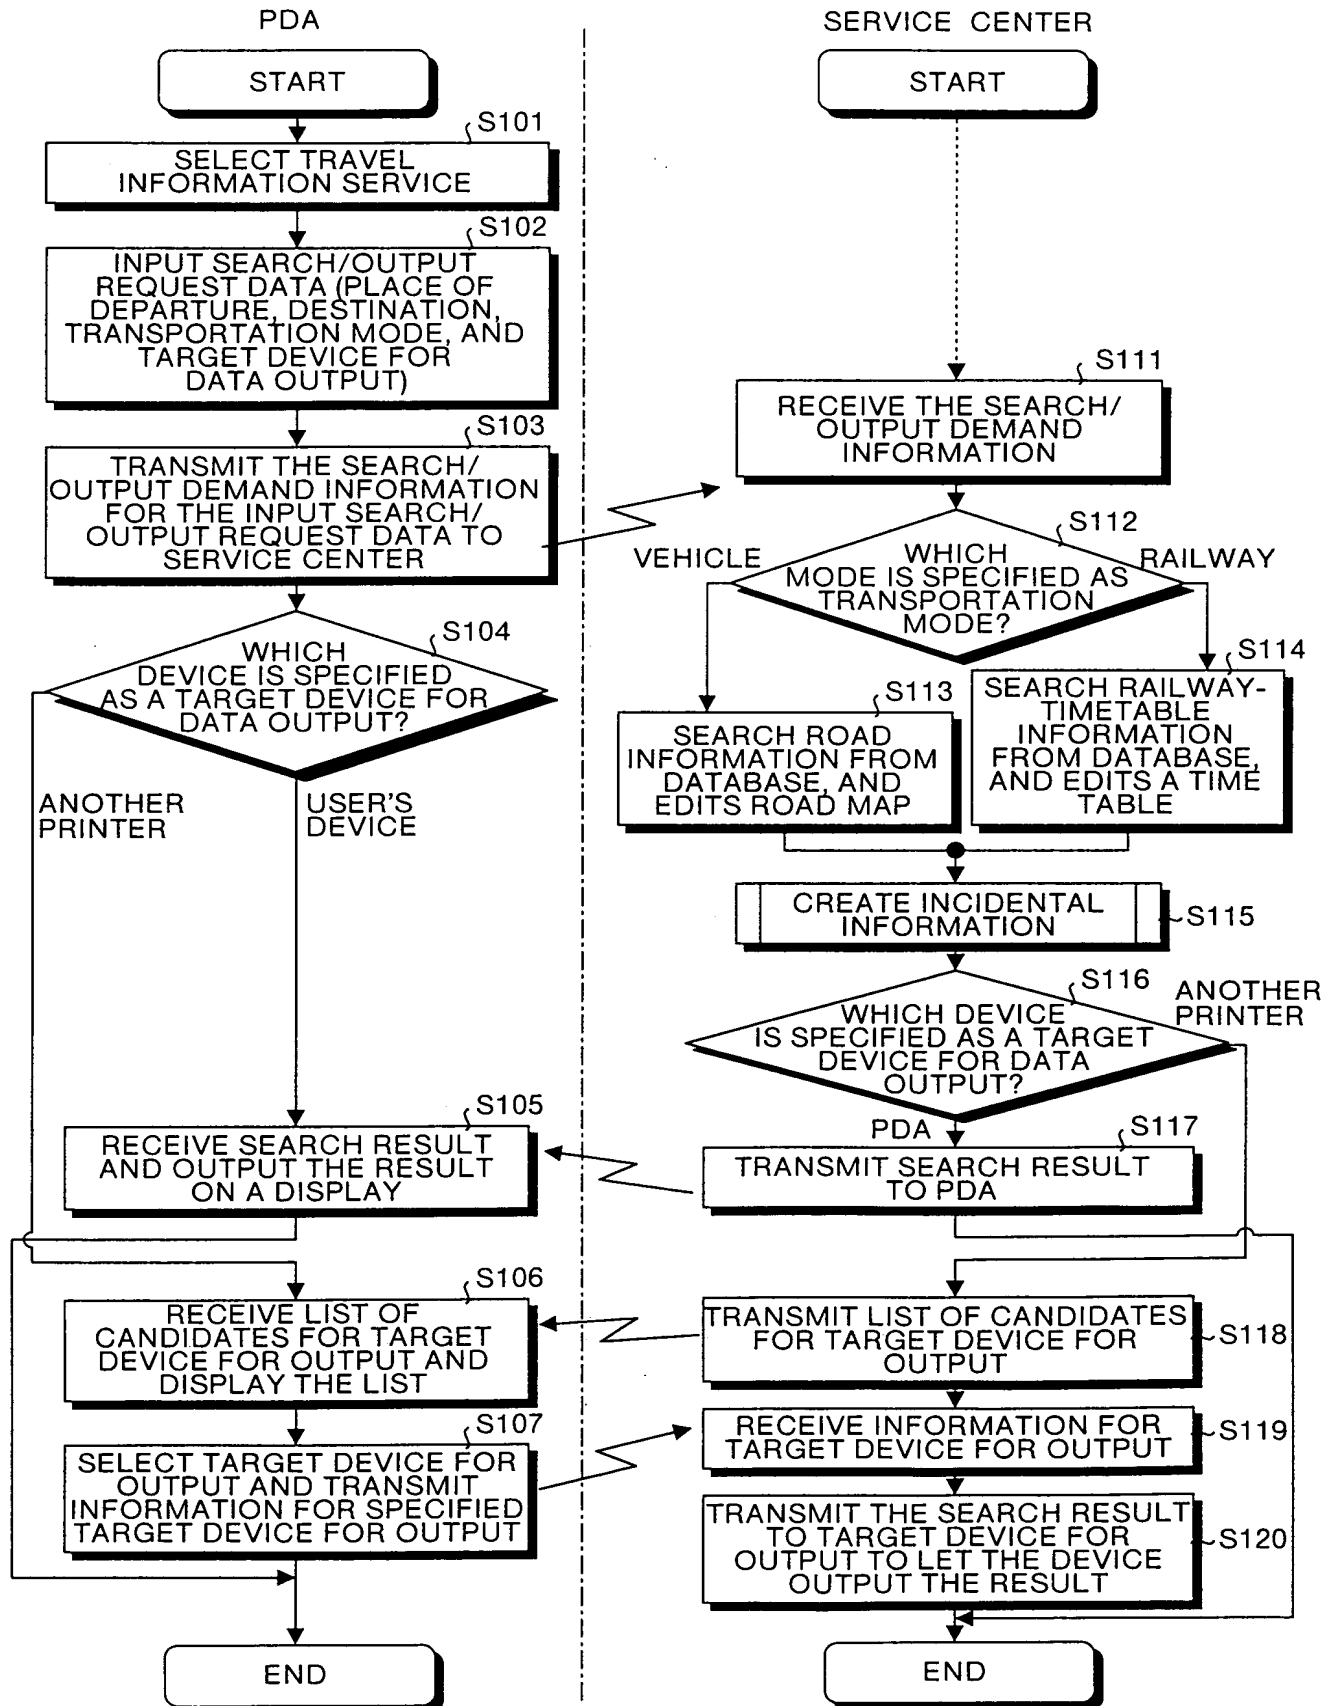 PDA
START
S101
SELECT TRAVEL
INFORMATION SERVICE
S102
INPUT SEARCH/OUTPUT
REQUEST DATA (PLACE OF
DEPARTURE, DESTINATION,
TRANSPORTATION MODE, AND
TARGET DEVICE FOR
DATA OUTPUT)
S103
TRANSMIT THE SEARCH/
OUTPUT DEMAND INFORMATION
FOR THE INPUT SEARCH/
OUTPUT REQUEST DATA TO
SERVICE CENTER
S104
WHICH
DEVICE IS SPECIFIED
AS A TARGET DEVICE FOR
DATA OUTPUT?
ANOTHER
PRINTER
USER'S
DEVICE
S105
RECEIVE SEARCH RESULT
AND OUTPUT THE RESULT
ON A DISPLAY
S106
RECEIVE LIST OF
CANDIDATES FOR TARGET
DEVICE FOR OUTPUT AND
DISPLAY THE LIST
S107
SELECT TARGET DEVICE FOR
OUTPUT AND TRANSMIT
INFORMATION FOR SPECIFIED
TARGET DEVICE FOR OUTPUT
END
SERVICE CENTER
START
S111
RECEIVE THE SEARCH/
OUTPUT DEMAND
INFORMATION
S112
VEHICLE
WHICH
MODE IS SPECIFIED AS
TRANSPORTATION
MODE?
RAILWAY
S113
SEARCH ROAD
INFORMATION FROM
DATABASE, AND
EDITS ROAD MAP
S114
SEARCH RAILWAY-
TIMETABLE
INFORMATION
FROM DATABASE,
AND EDITS A TIME
TABLE
CREATE INCIDENTAL
INFORMATION
S115
S116
WHICH DEVICE
IS SPECIFIED AS A TARGET
DEVICE FOR DATA
OUTPUT?
ANOTHER
PRINTER
PDA
S117
TRANSMIT SEARCH RESULT
TO PDA
TRANSMIT LIST OF CANDIDATES
FOR TARGET DEVICE FOR
OUTPUT
S118
RECEIVE INFORMATION FOR
TARGET DEVICE FOR OUTPUT
S119
TRANSMIT THE SEARCH RESULT
TO TARGET DEVICE FOR
OUTPUT TO LET THE DEVICE
OUTPUT THE RESULT
S120
END